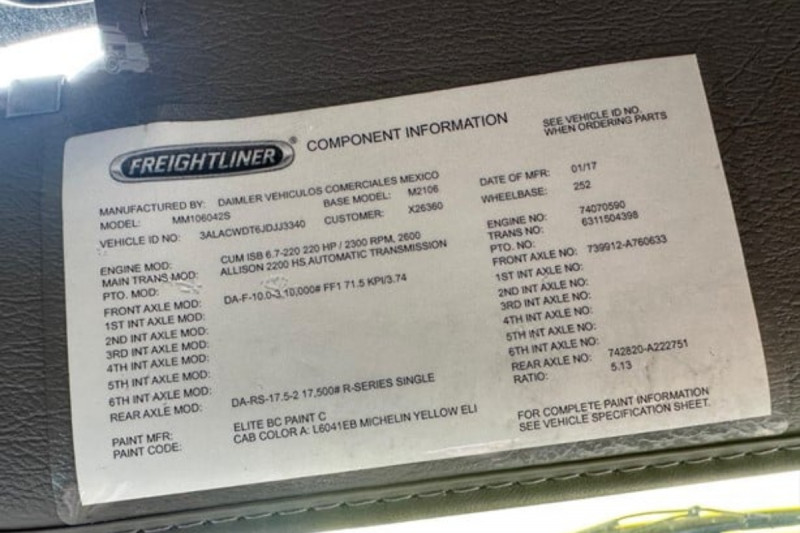 FREIGHTLINER ® COMPONENT INFORMATION
SEE VEHICLE ID NO.
WHEN ORDERING PARTS
MANUFACTURED BY: DAIMLER VEHICULOS COMERCIALES MEXICO
MODEL: MM106042S BASE MODEL: M2106
VEHICLE ID NO: 3ALACWDT6JDJJ3340 CUSTOMER: X26360
DATE OF MFR: 01/17
WHEELBASE: 252
ENGINE MOD: CUM ISB 6.7-220 220 HP / 2300 RPM, 2600
MAIN TRANS MOD: ALLISON 2200 HS AUTOMATIC TRANSMISSION
PTO. MOD:
FRONT AXLE MOD: DA-F-10.0-3 10,000# FF1 71.5 KPI/3.74
1ST INT AXLE MOD:
2ND INT AXLE MOD:
3RD INT AXLE MOD:
4TH INT AXLE MOD:
5TH INT AXLE MOD:
6TH INT AXLE MOD:
REAR AXLE MOD: DA-RS-17.5-2 17,500# R-SERIES SINGLE
ENGINE NO: 74070590
TRANS NO: 6311504398
PTO. NO:
FRONT AXLE NO: 739912-A760633
1ST INT AXLE NO:
2ND INT AXLE NO:
3RD INT AXLE NO:
4TH INT AXLE NO:
5TH INT AXLE NO:
6TH INT AXLE NO:
REAR AXLE NO: 742820-A222751
RATIO: 5.13
PAINT MFR: ELITE BC PAINT C
PAINT CODE: CAB COLOR A: L6041EB MICHELIN YELLOW ELI
FOR COMPLETE PAINT INFORMATION
SEE VEHICLE SPECIFICATION SHEET.